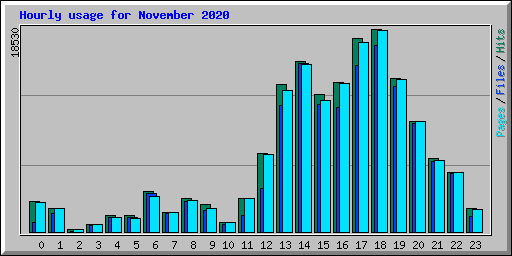 Hourly usage for November 2020
18530
Pages/Files/Hits
0 1 2 3 4 5 6 7 8 9 10 11 12 13 14 15 16 17 18 19 20 21 22 23